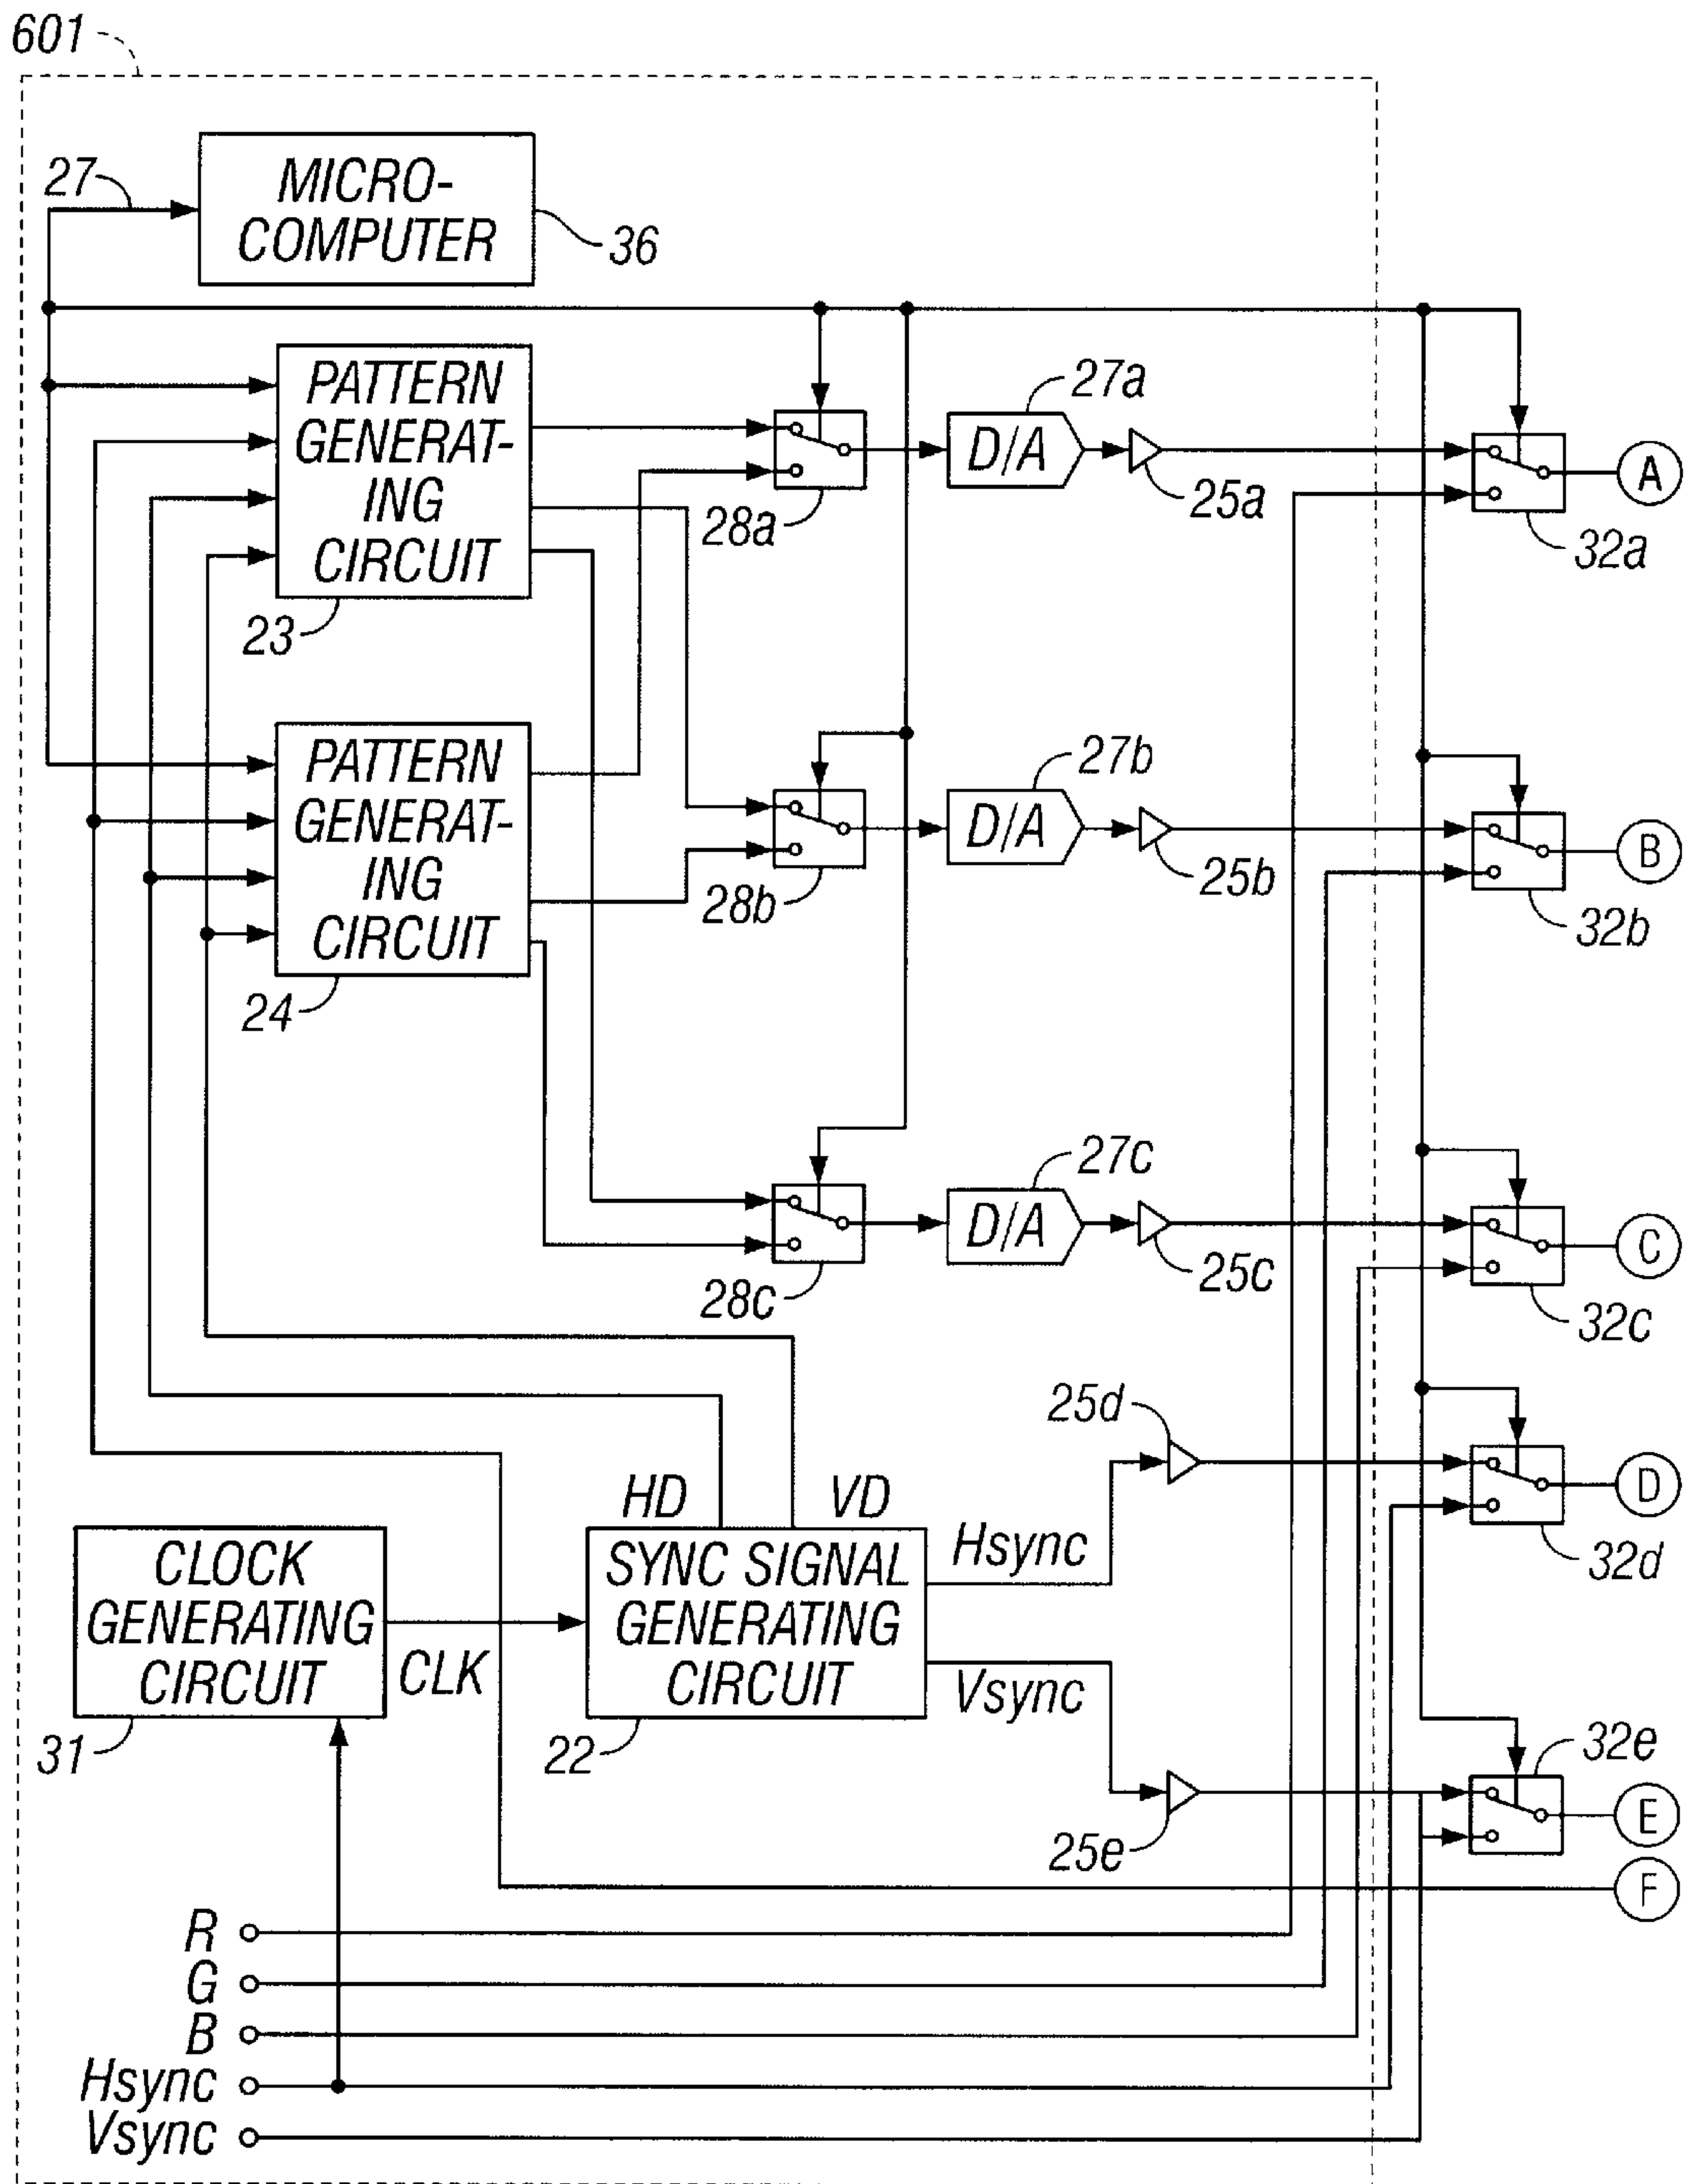 601
27
MICRO-
COMPUTER
36
PATTERN
GENERAT-
ING
CIRCUIT
23
28a
27a
D/A
25a
32a
A
PATTERN
GENERAT-
ING
CIRCUIT
24
28b
27b
D/A
25b
32b
B
28c
27c
D/A
25c
32c
C
25d
D
32d
HD
VD
Hsync
CLOCK
GENERATING
CIRCUIT
31
CLK
SYNC SIGNAL
GENERATING
CIRCUIT
22
Vsync
32e
25e
E
F
R
G
B
Hsync
Vsync